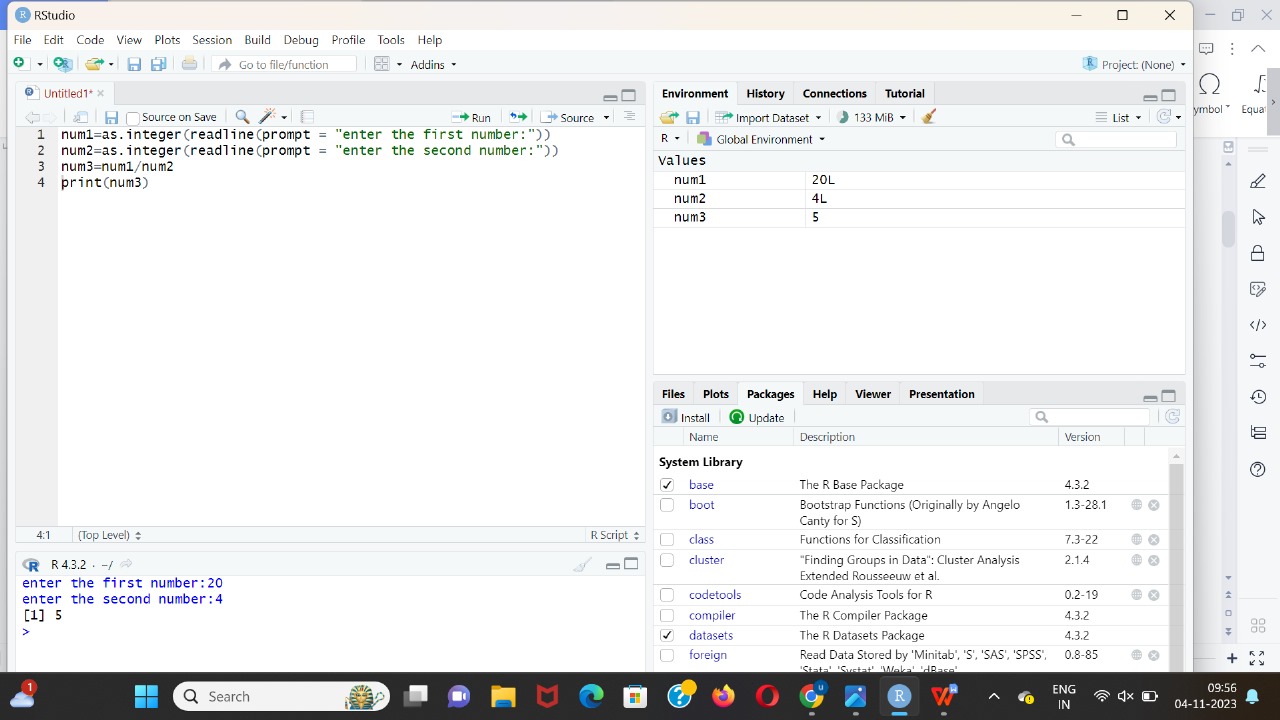 RStudio
File Edit Code View Plots Session Build Debug Profile Tools Help
Go to file/function Addins Project: (None)
Untitled1*
Source on Save Run Source
1 num1=as.integer(readline(prompt = "enter the first number:"))
2 num2=as.integer(readline(prompt = "enter the second number:"))
3 num3=num1/num2
4 print(num3)
4:1 (Top Level) R Script
R 4.3.2 · ~/
enter the first number:20
enter the second number:4
[1] 5
>
Environment History Connections Tutorial
Import Dataset 133 MiB List
R Global Environment
Values
num1 20L
num2 4L
num3 5
Files Plots Packages Help Viewer Presentation
Install Update
Name Description Version
System Library
base The R Base Package 4.3.2
boot Bootstrap Functions (Originally by Angelo 1.3-28.1
Canty for S)
class Functions for Classification 7.3-22
cluster "Finding Groups in Data": Cluster Analysis 2.1.4
Extended Rousseeuw et al.
codetools Code Analysis Tools for R 0.2-19
compiler The R Compiler Package 4.3.2
datasets The R Datasets Package 4.3.2
foreign Read Data Stored by 'Minitab', 'S', 'SAS', 'SPSS', 0.8-85
'Stata', 'Systat', 'Weka', 'dBase',
ymbol Equa
1 Search ENG 09:56
IN 04-11-2023